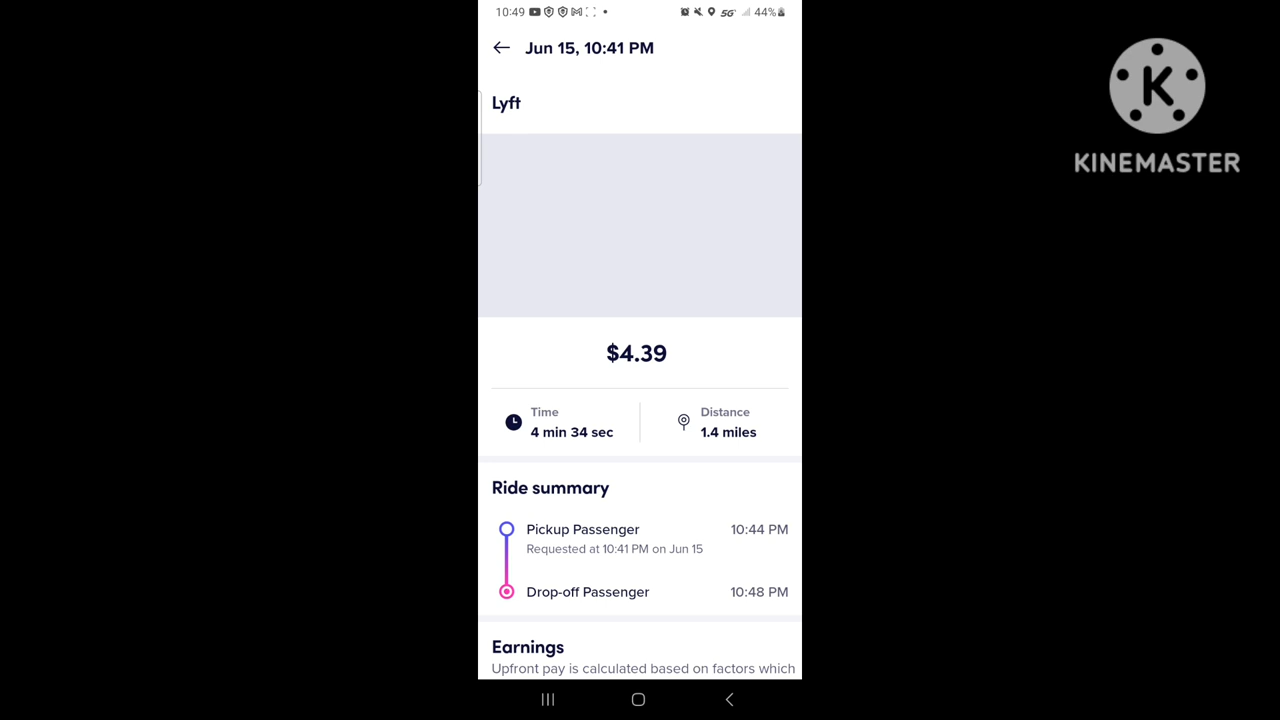 10:49
5G
44%
Jun 15, 10:41 PM
Lyft
K
KINEMASTER
$4.39
Time
4 min 34 sec
Distance
1.4 miles
Ride summary
Pickup Passenger
10:44 PM
Requested at 10:41 PM on Jun 15
Drop-off Passenger
10:48 PM
Earnings
Upfront pay is calculated based on factors which